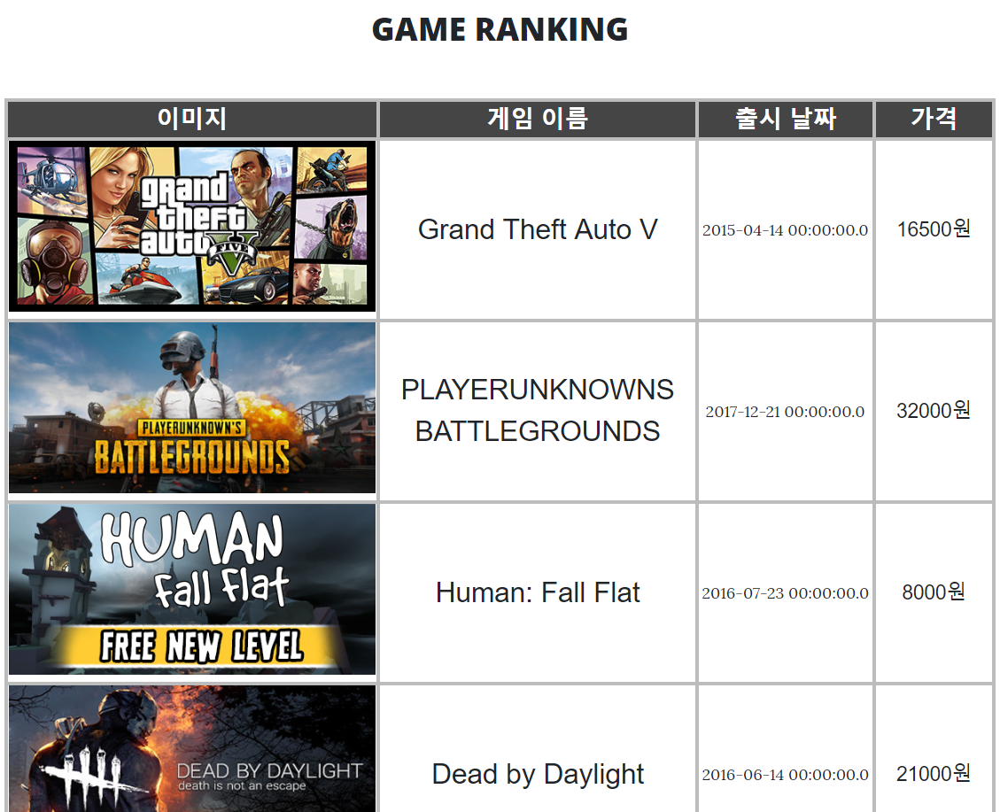 GAME RANKING
이미지 게임 이름 출시 날짜 가격
grand
theft
auto
FIVE
V
Grand Theft Auto V
2015-04-14 00:00:00.0
16500원
PLAYERUNKNOWN'S
BATTLEGROUNDS
PLAYERUNKNOWNS
BATTLEGROUNDS
2017-12-21 00:00:00.0
32000원
HUMAN
fall flat
FREE NEW LEVEL
Human: Fall Flat
2016-07-23 00:00:00.0
8000원
DEAD BY DAYLIGHT
death is not an escape
Dead by Daylight
2016-06-14 00:00:00.0
21000원